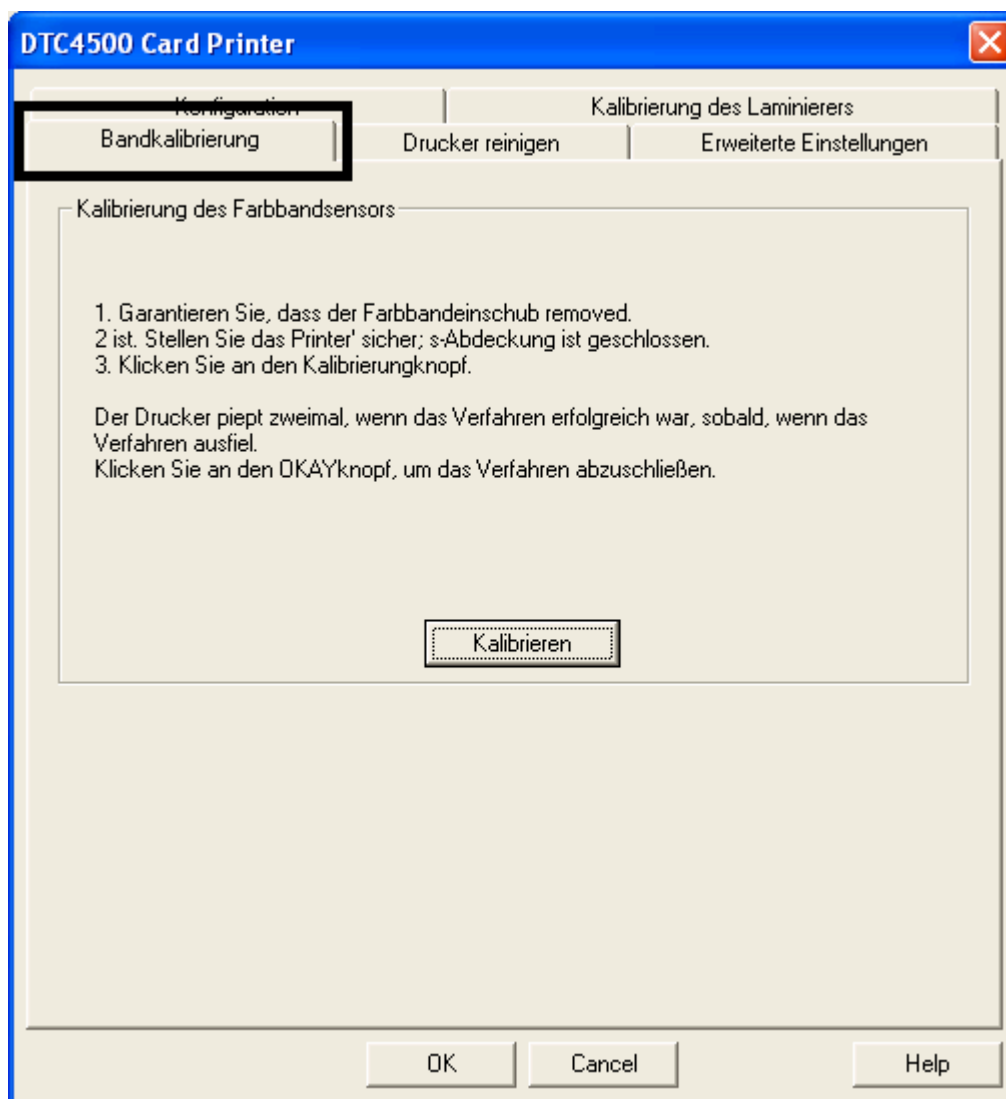 DTC4500 Card Printer
Konfiguration
Kalibrierung des Laminierers
Bandkalibrierung
Drucker reinigen
Erweiterte Einstellungen
Kalibrierung des Farbbandsensors
1. Garantieren Sie, dass der Farbbandeinschub removed.
2 ist. Stellen Sie das Printer' sicher; s-Abdeckung ist geschlossen.
3. Klicken Sie an den Kalibrierungknopf.
Der Drucker piept zweimal, wenn das Verfahren erfolgreich war, sobald, wenn das
Verfahren ausfiel.
Klicken Sie an den OKAYknopf, um das Verfahren abzuschließen.
Kalibrieren
OK
Cancel
Help